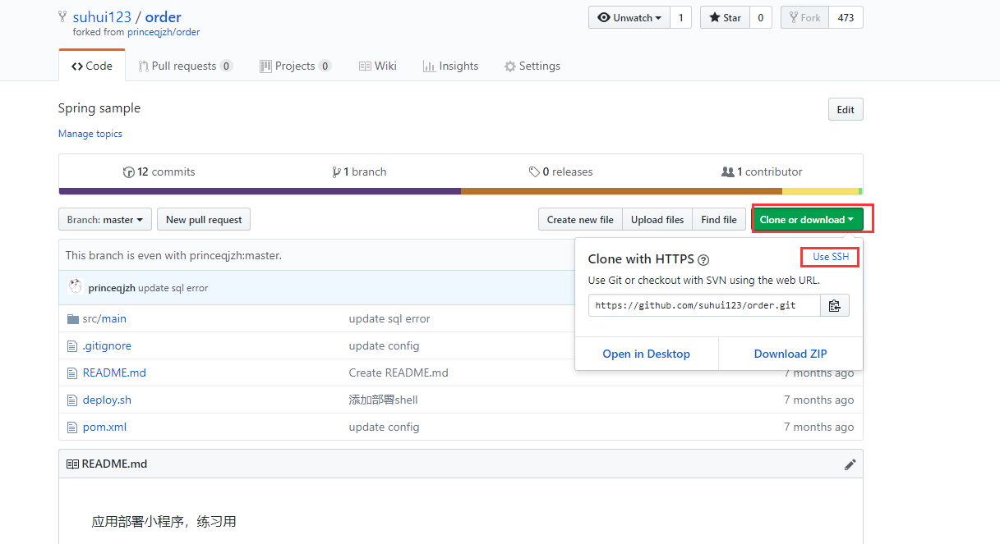 suhui123 / order
forked from princeqjzh/order
Unwatch 1 Star 0 Fork 473
Code Pull requests 0 Projects 0 Wiki Insights Settings
Spring sample
Edit
Manage topics
12 commits 1 branch 0 releases 1 contributor
Branch: master New pull request Create new file Upload files Find file Clone or download
This branch is even with princeqjzh:master.
Clone with HTTPS Use SSH
Use Git or checkout with SVN using the web URL.
https://github.com/suhui123/order.git
Open in Desktop Download ZIP
princeqjzh update sql error
src/main update sql error
.gitignore update config
README.md Create README.md 7 months ago
deploy.sh 添加部署shell 7 months ago
pom.xml update config 7 months ago
README.md
应用部署小程序，练习用